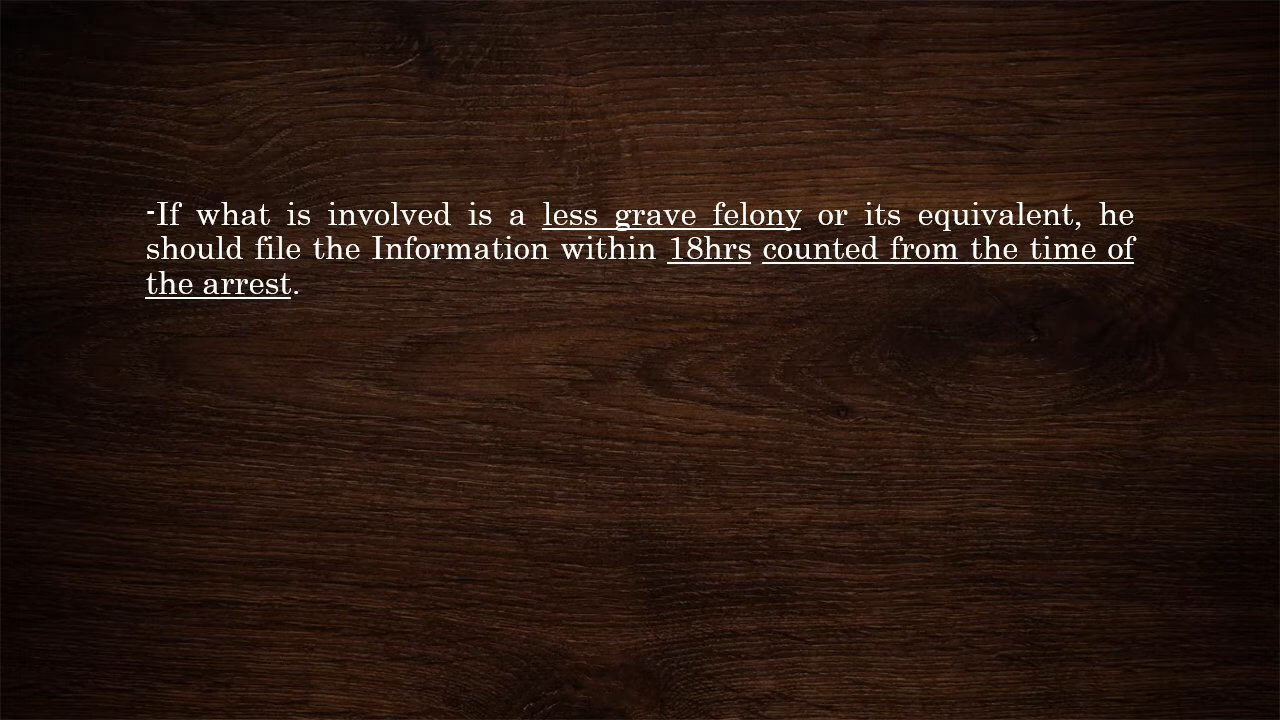 -If what is involved is a less grave felony or its equivalent, he
should file the Information within 18hrs counted from the time of
the arrest.